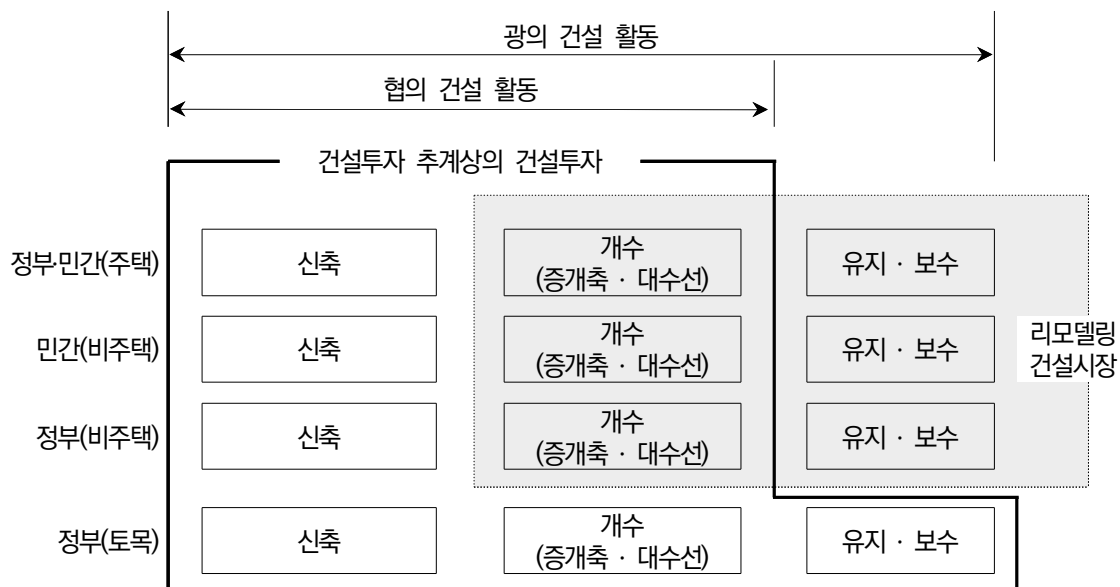 광의 건설 활동
협의 건설 활동
건설투자 추계상의 건설투자
정부·민간(주택)
신축
개수
(증개축 · 대수선)
유지 · 보수
민간(비주택)
신축
개수
(증개축 · 대수선)
유지 · 보수
리모델링
건설시장
정부(비주택)
신축
개수
(증개축 · 대수선)
유지 · 보수
정부(토목)
신축
개수
(증개축 · 대수선)
유지 · 보수